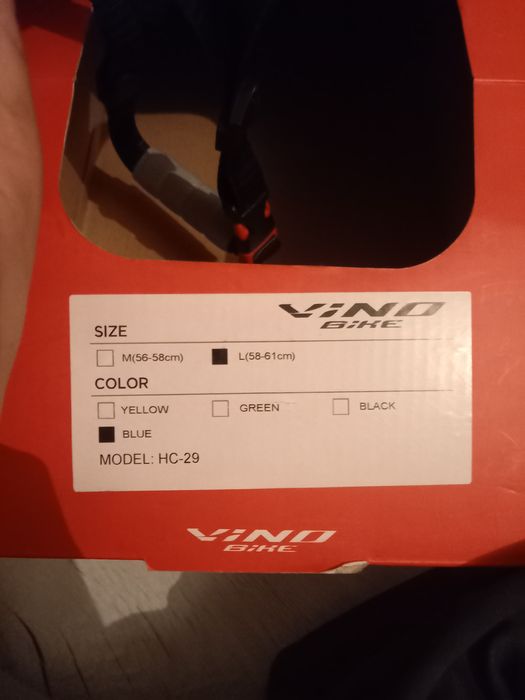 ViNO
BiKE
SIZE
M(56-58cm) L(58-61cm)
COLOR
YELLOW GREEN BLACK
BLUE
MODEL: HC-29
ViNO
BiKE